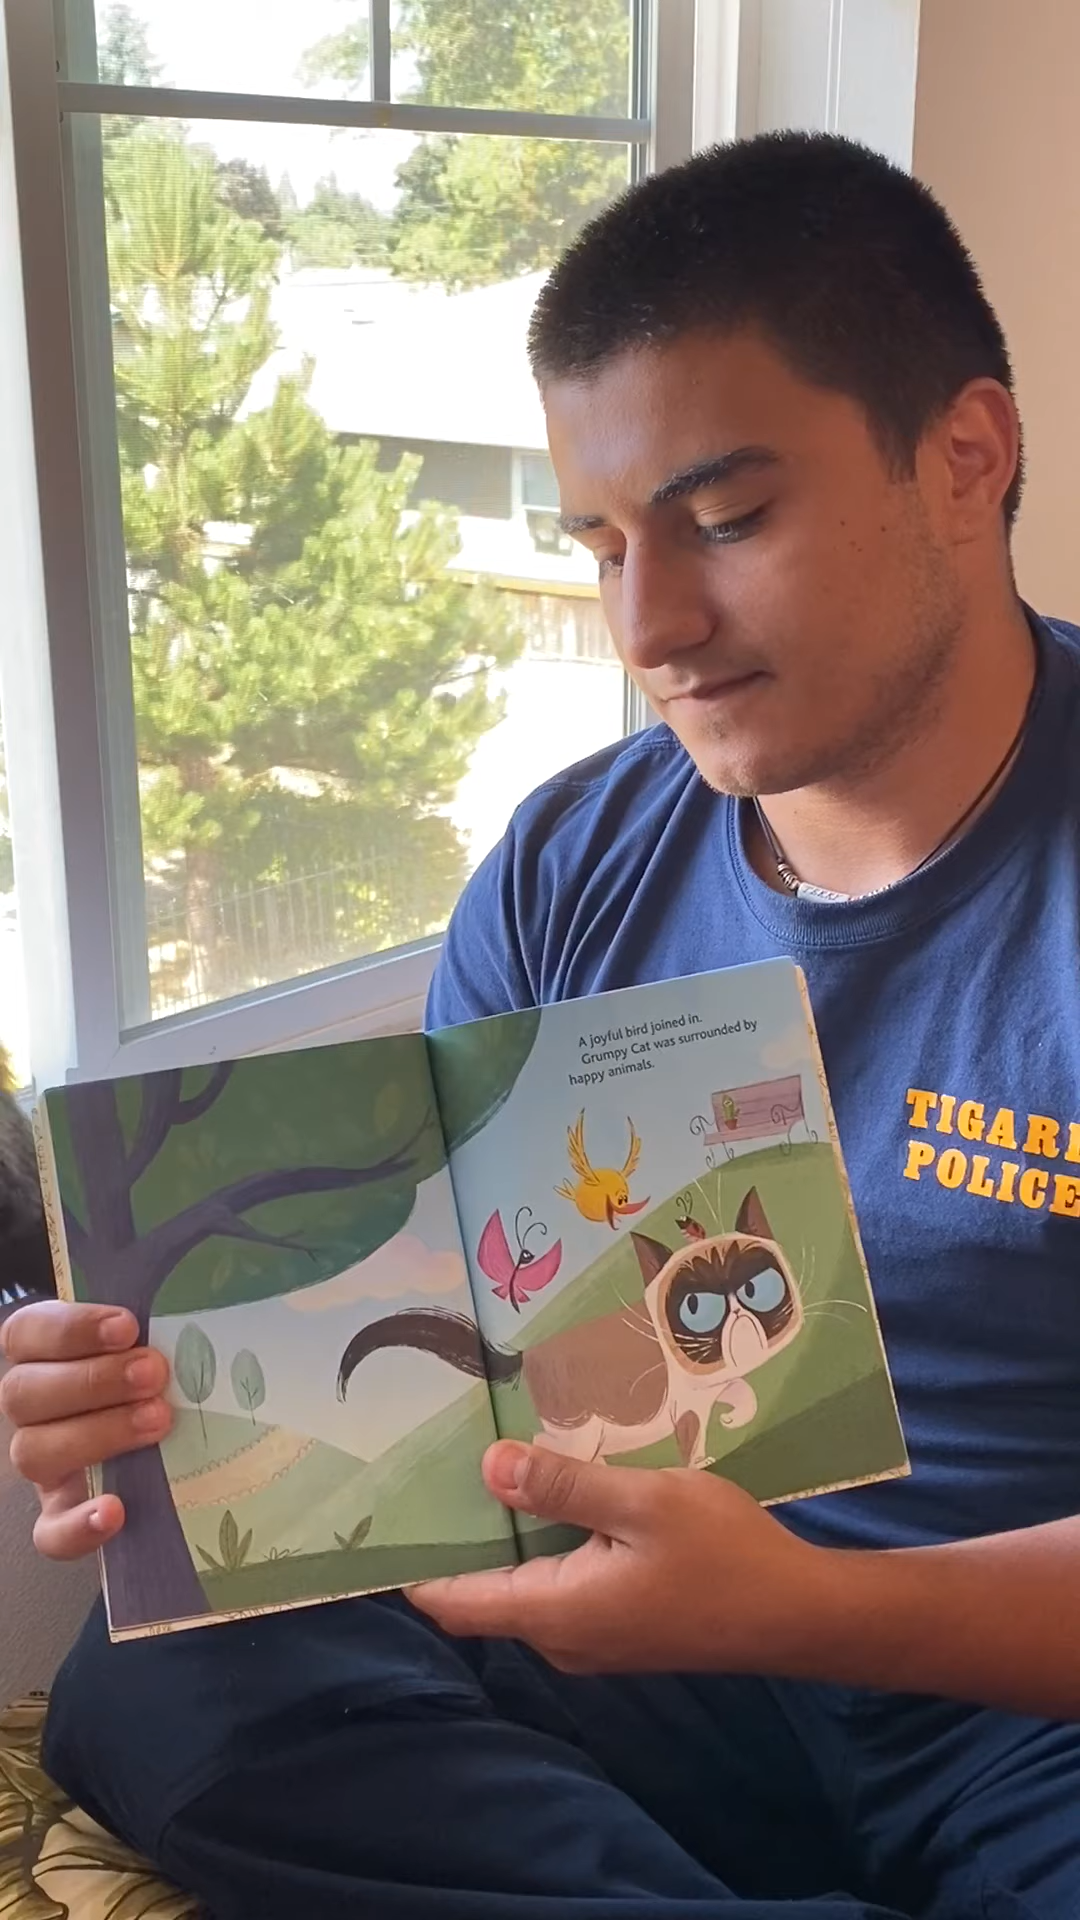 A joyful bird joined in.
Grumpy Cat was surrounded by
happy animals.
TIGARD
POLICE